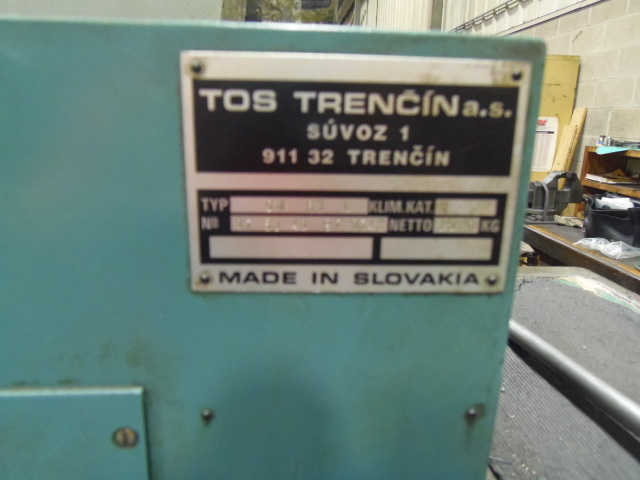 TOS TRENČÍN a.s.
SÚVOZ 1
911 32 TRENČÍN
TYP KLIM.KAT.
№ NETTO KG
MADE IN SLOVAKIA